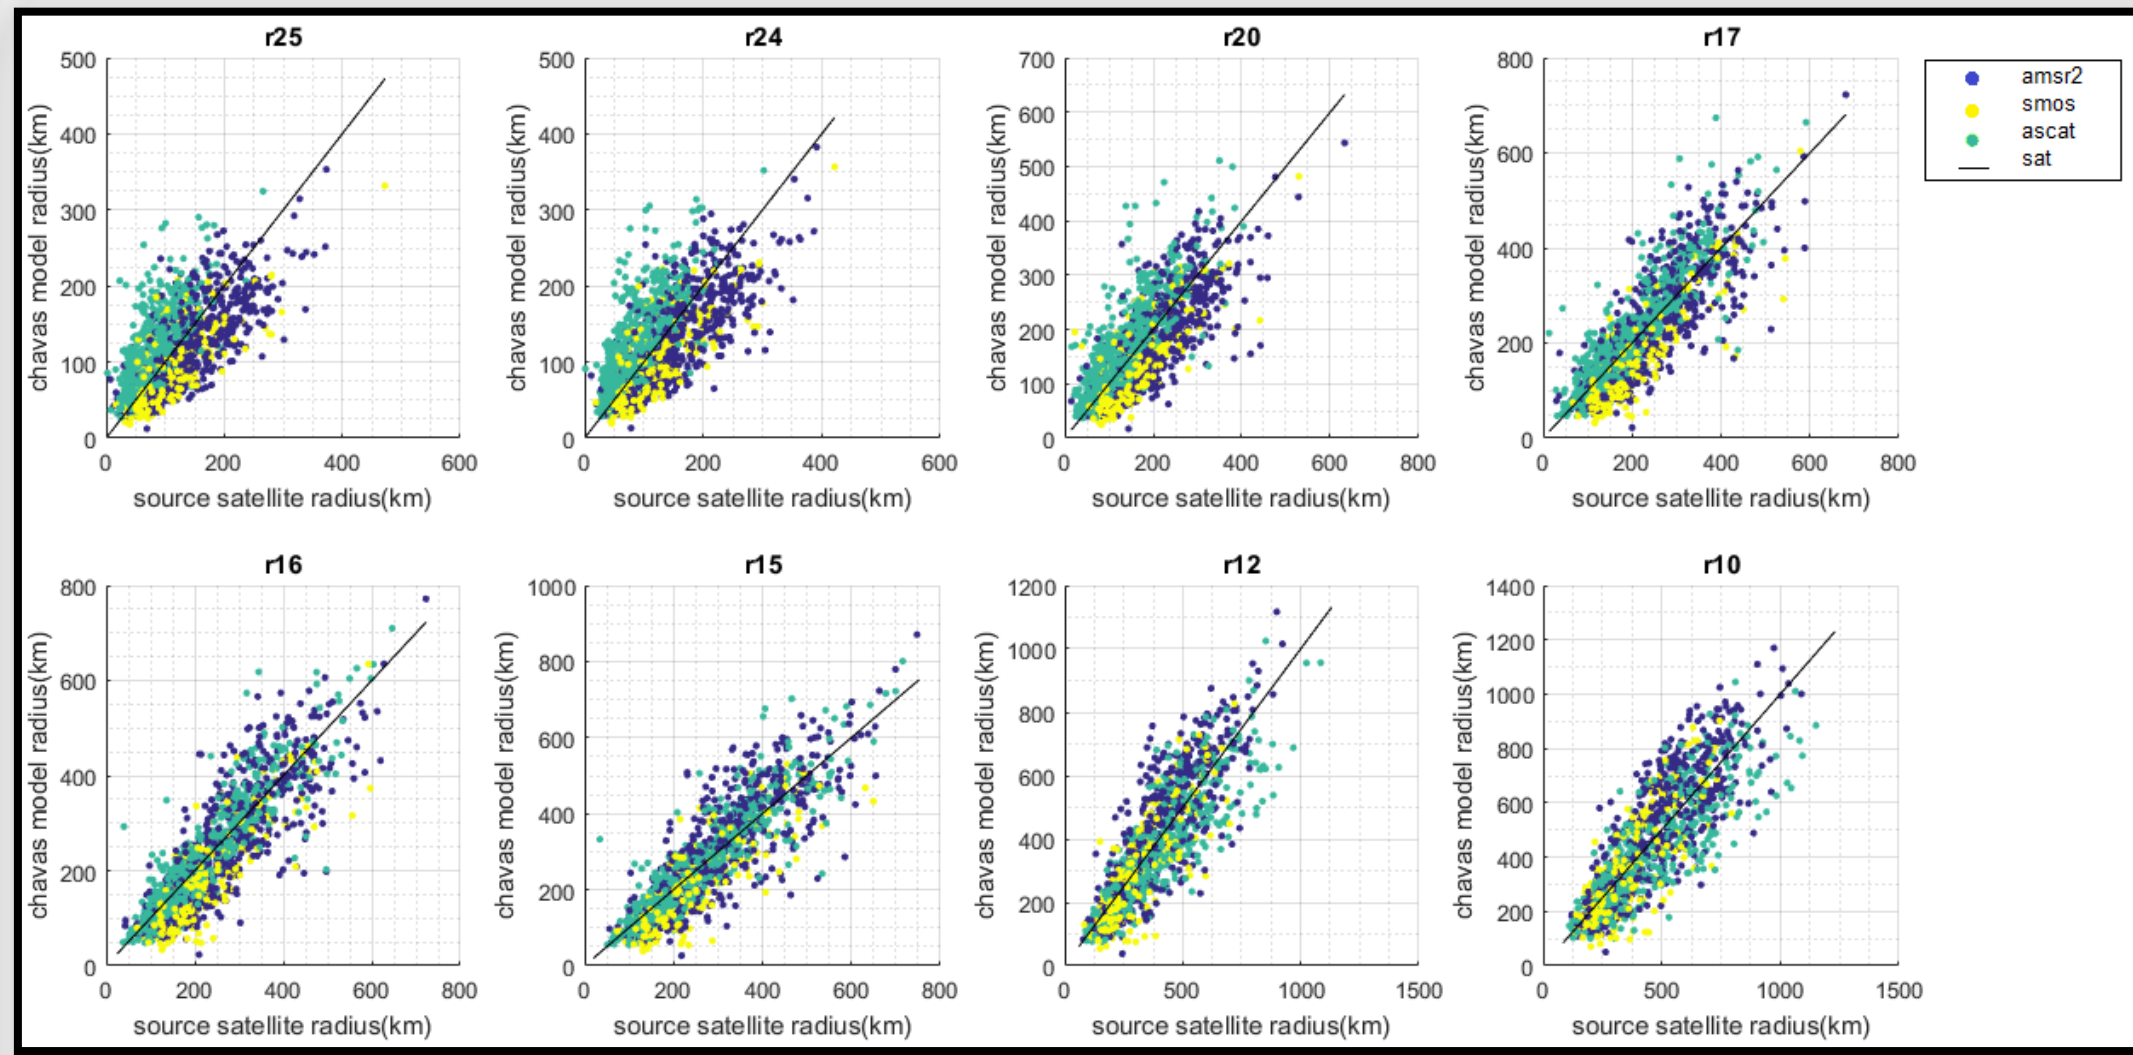 r25
500
400
300
200
100
0
0 200 400 600
chavas model radius(km)
source satellite radius(km)
r24
500
400
300
200
100
0
0 200 400 600
chavas model radius(km)
source satellite radius(km)
r20
700
600
500
400
300
200
100
0
0 200 400 600 800
chavas model radius(km)
source satellite radius(km)
r17
800
600
400
200
0
0 200 400 600 800
chavas model radius(km)
source satellite radius(km)
amsr2
smos
ascat
sat
r16
800
600
400
200
0
0 200 400 600 800
chavas model radius(km)
source satellite radius(km)
r15
1000
800
600
400
200
0
0 200 400 600 800
chavas model radius(km)
source satellite radius(km)
r12
1200
1000
800
600
400
200
0
0 500 1000 1500
chavas model radius(km)
source satellite radius(km)
r10
1400
1200
1000
800
600
400
200
0
0 500 1000 1500
chavas model radius(km)
source satellite radius(km)